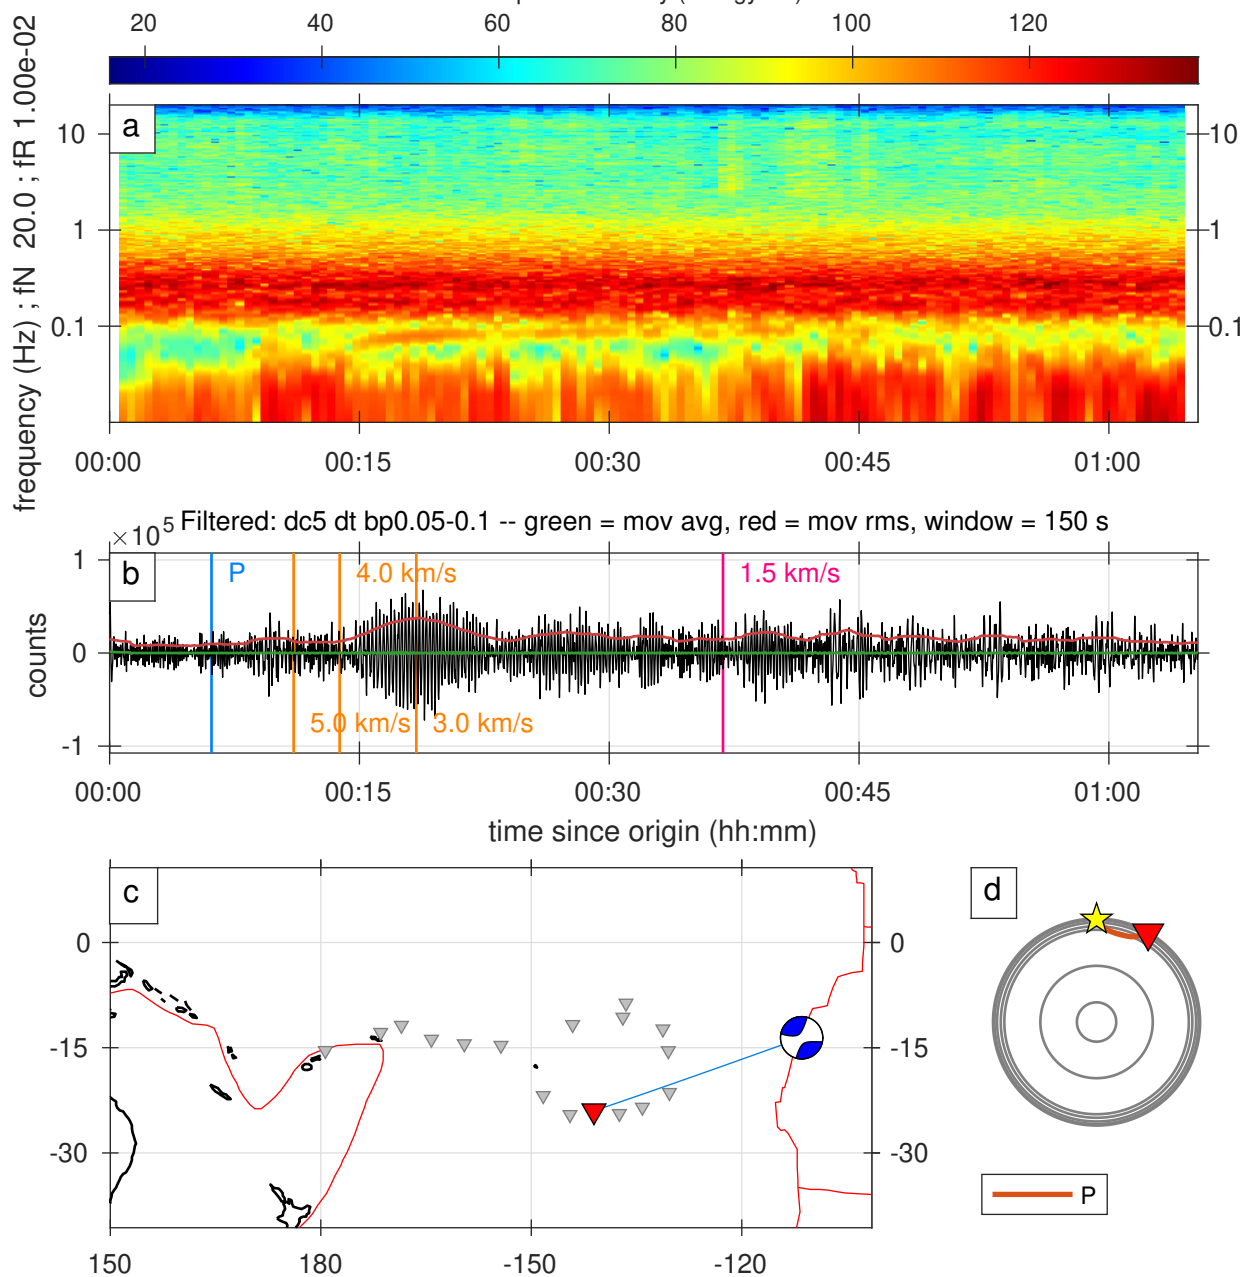 20 40 60 80 100 120
frequency (Hz) ; fN 20.0 ; fR 1.00e-02
a
10 10
1 1
0.1 0.1
00:00 00:15 00:30 00:45 01:00
×10⁵ Filtered: dc5 dt bp0.05-0.1 -- green = mov avg, red = mov rms, window = 150 s
b
counts
1
0
-1
P 4.0 km/s 1.5 km/s
5.0 km/s 3.0 km/s
00:00 00:15 00:30 00:45 01:00
time since origin (hh:mm)
c
0 0
-15 -15
-30 -30
150 180 -150 -120
d
P